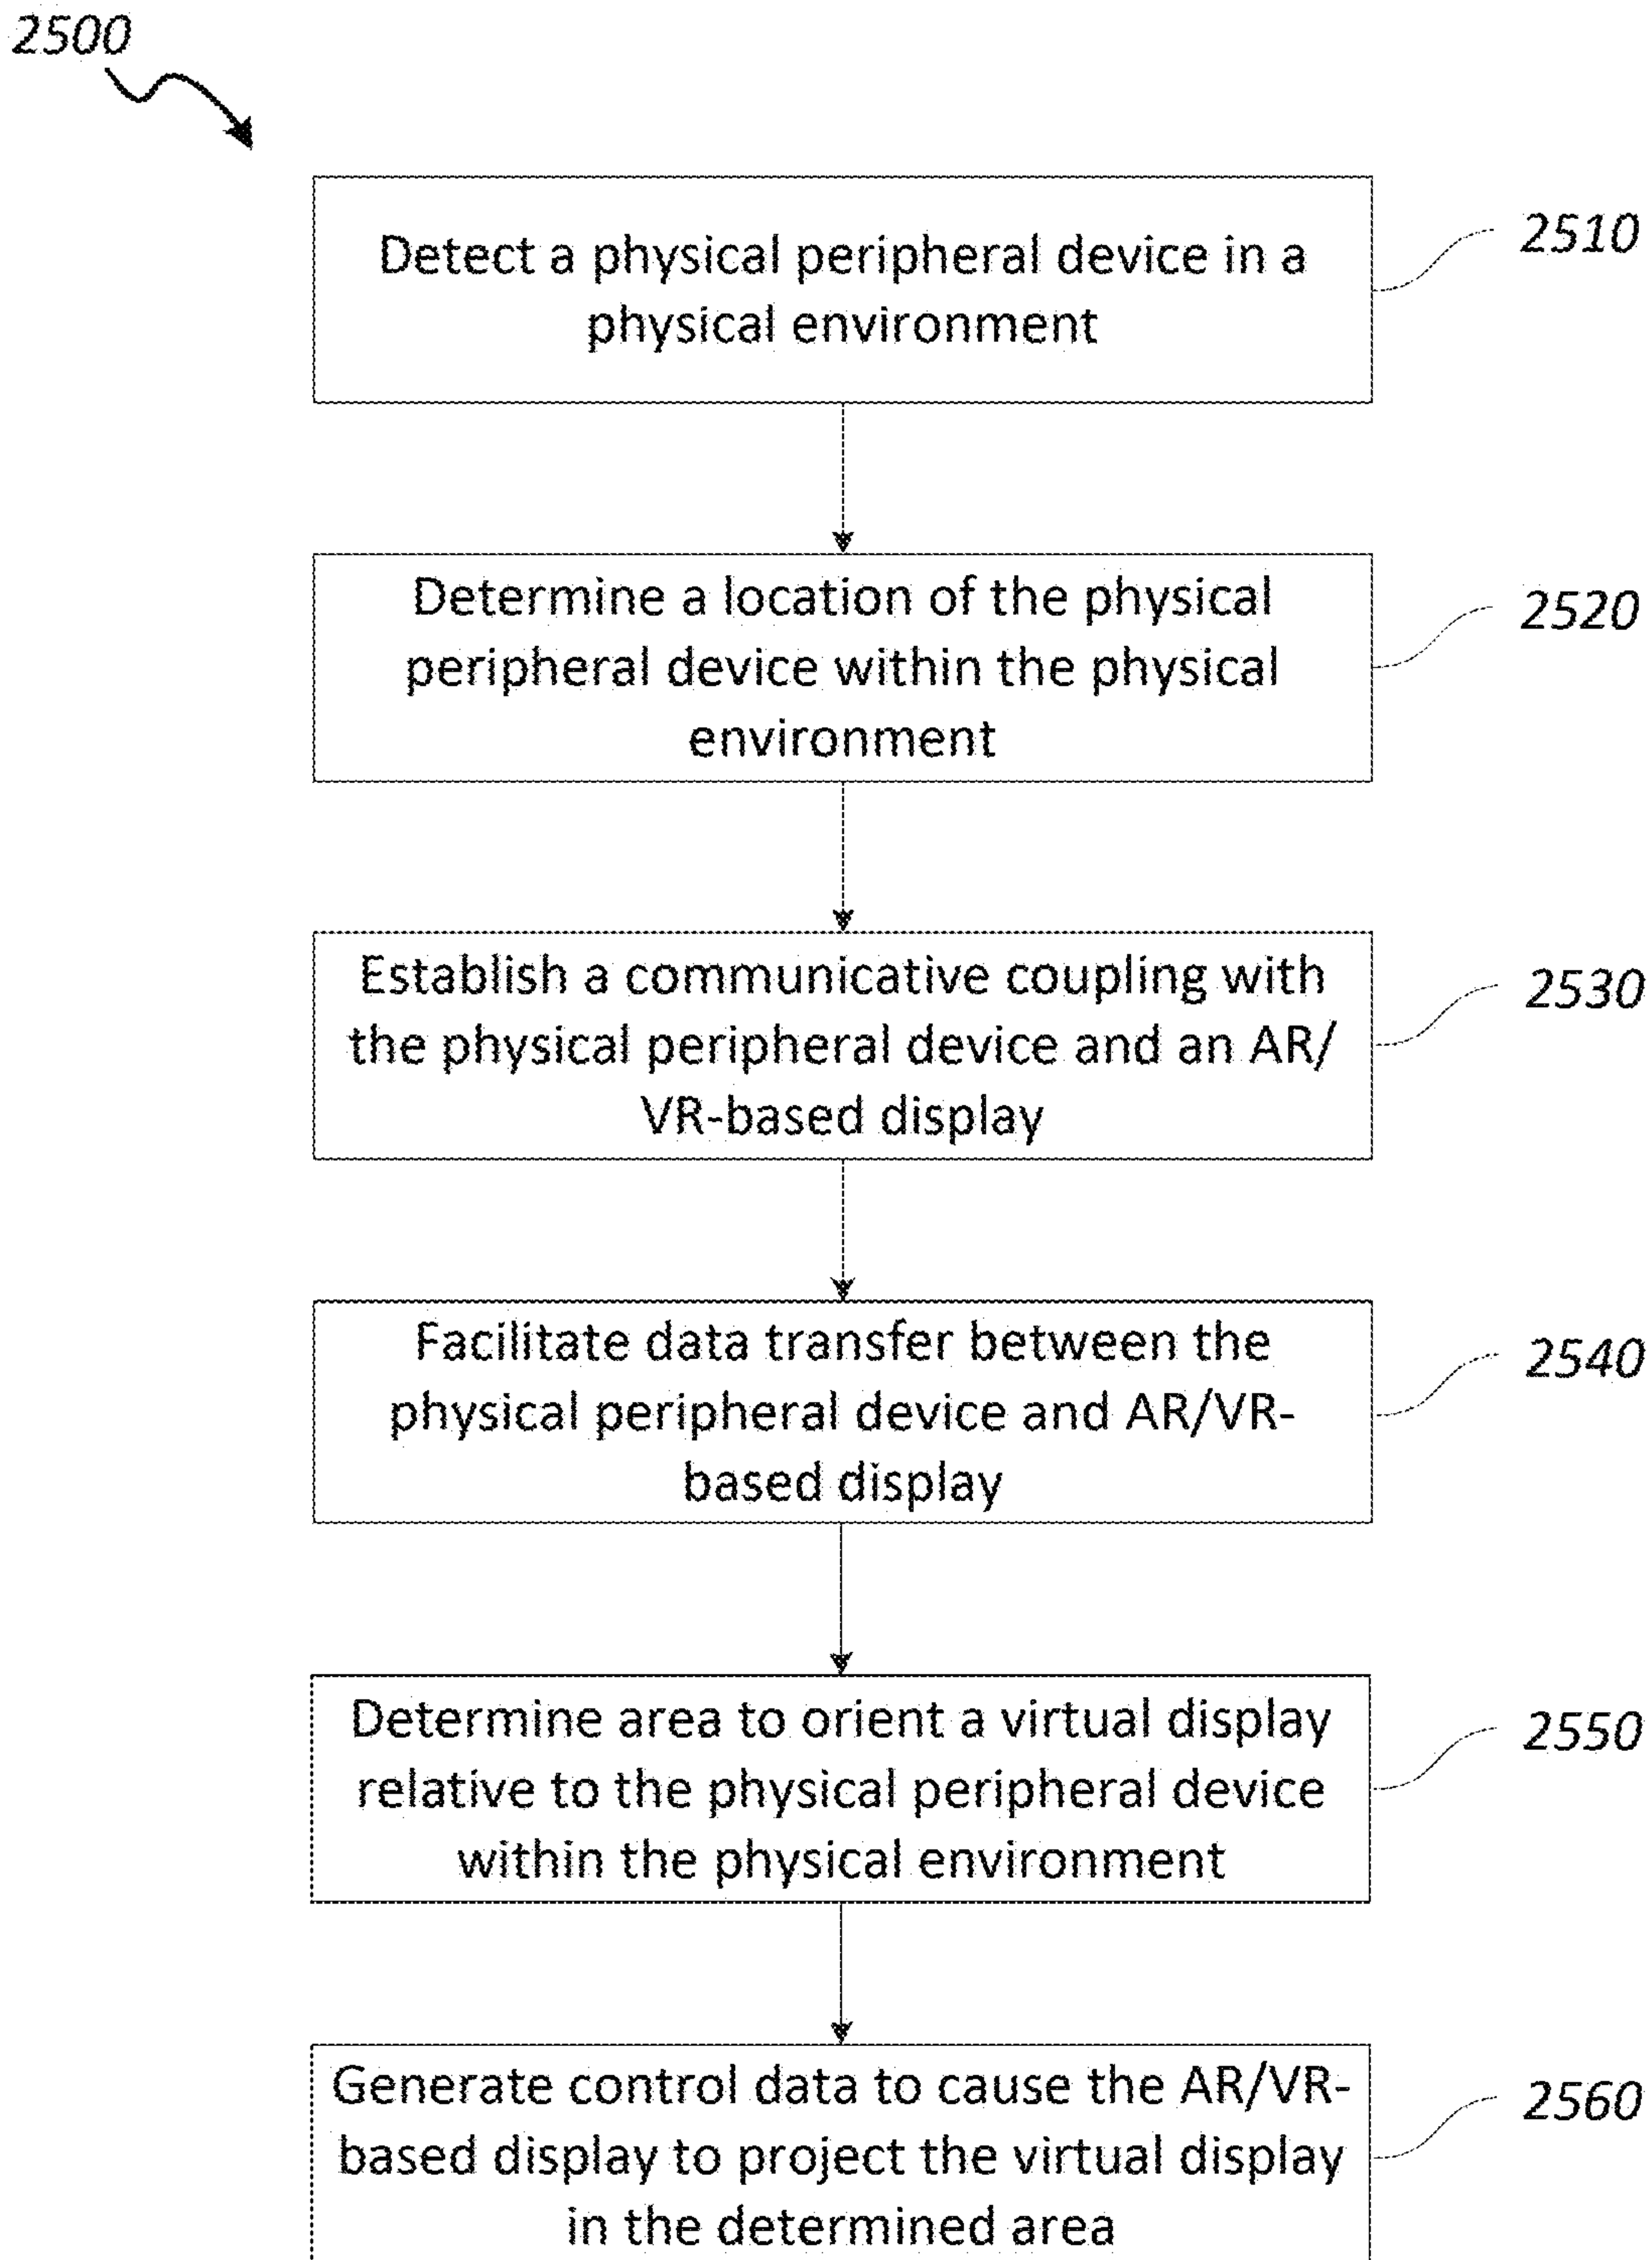 2500
Detect a physical peripheral device in a
physical environment
2510
Determine a location of the physical
peripheral device within the physical
environment
2520
Establish a communicative coupling with
the physical peripheral device and an AR/
VR-based display
2530
Facilitate data transfer between the
physical peripheral device and AR/VR-
based display
2540
Determine area to orient a virtual display
relative to the physical peripheral device
within the physical environment
2550
Generate control data to cause the AR/VR-
based display to project the virtual display
in the determined area
2560